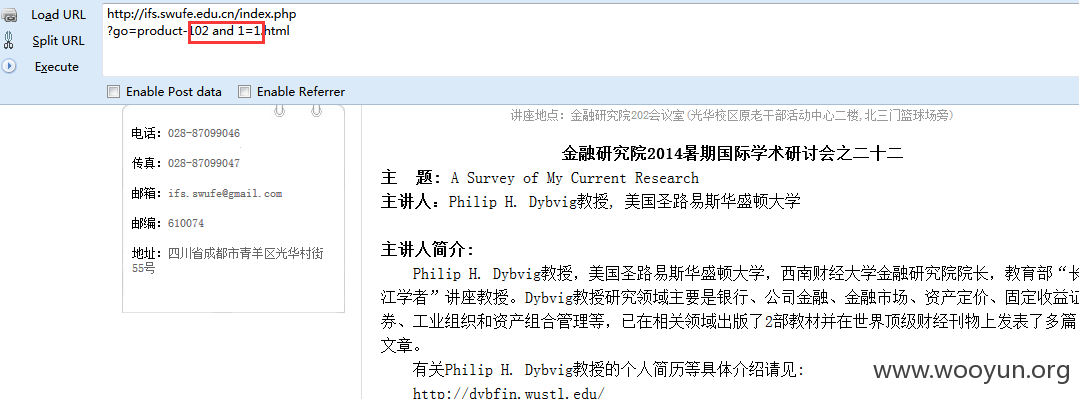 Load URL
Split URL
Execute
http://ifs.swufe.edu.cn/index.php
?go=product-102 and 1=1.html
Enable Post data
Enable Referrer
电话：028-87099046
传真：028-87099047
邮箱：ifs.swufe@gmail.com
邮编：610074
地址：四川省成都市青羊区光华村街
55号
讲座地点：金融研究院202会议室(光华校区原老干部活动中心二楼,北三门篮球场旁)
金融研究院2014暑期国际学术研讨会之二十二
主 题：A Survey of My Current Research
主讲人：Philip H. Dybvig教授, 美国圣路易斯华盛顿大学
主讲人简介：
Philip H. Dybvig教授，美国圣路易斯华盛顿大学，西南财经大学金融研究院院长，教育部“长
江学者”讲座教授。Dybvig教授研究领域主要是银行、公司金融、金融市场、资产定价、固定收益证
券、工业组织和资产组合管理等，已在相关领域出版了2部教材并在世界顶级财经刊物上发表了多篇
文章。
有关Philip H. Dybvig教授的个人简历等具体介绍请见：
http://dybfin.wustl.edu/
www.wooyun.org